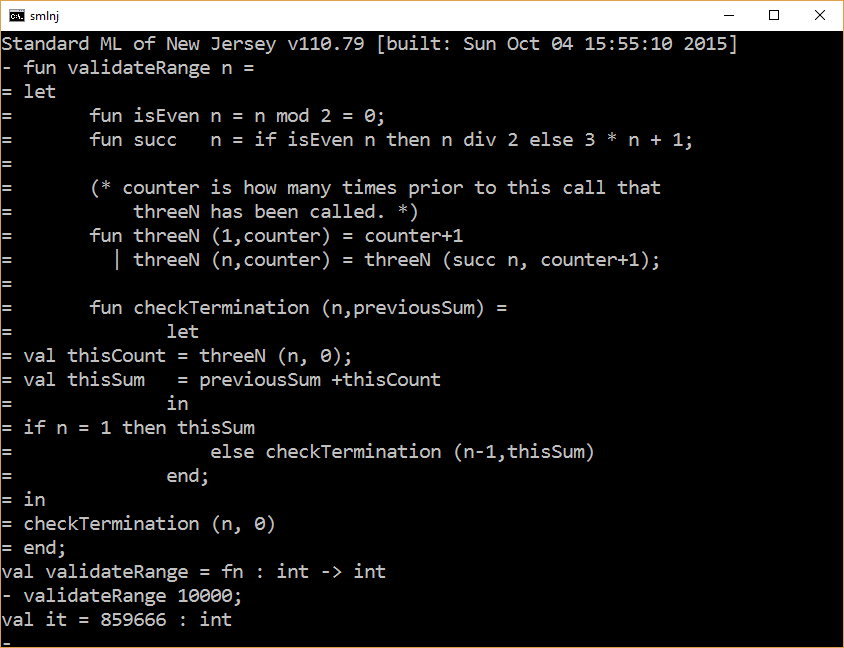 smlnj
Standard ML of New Jersey v110.79 [built: Sun Oct 04 15:55:10 2015]
- fun validateRange n =
= let
=       fun isEven n = n mod 2 = 0;
=       fun succ   n = if isEven n then n div 2 else 3 * n + 1;
=
=       (* counter is how many times prior to this call that
=           threeN has been called. *)
=       fun threeN (1,counter) = counter+1
=         | threeN (n,counter) = threeN (succ n, counter+1);
=
=       fun checkTermination (n,previousSum) =
=              let
= val thisCount = threeN (n, 0);
= val thisSum   = previousSum +thisCount
=              in
= if n = 1 then thisSum
=                  else checkTermination (n-1,thisSum)
=              end;
= in
= checkTermination (n, 0)
= end;
val validateRange = fn : int -> int
- validateRange 10000;
val it = 859666 : int
-